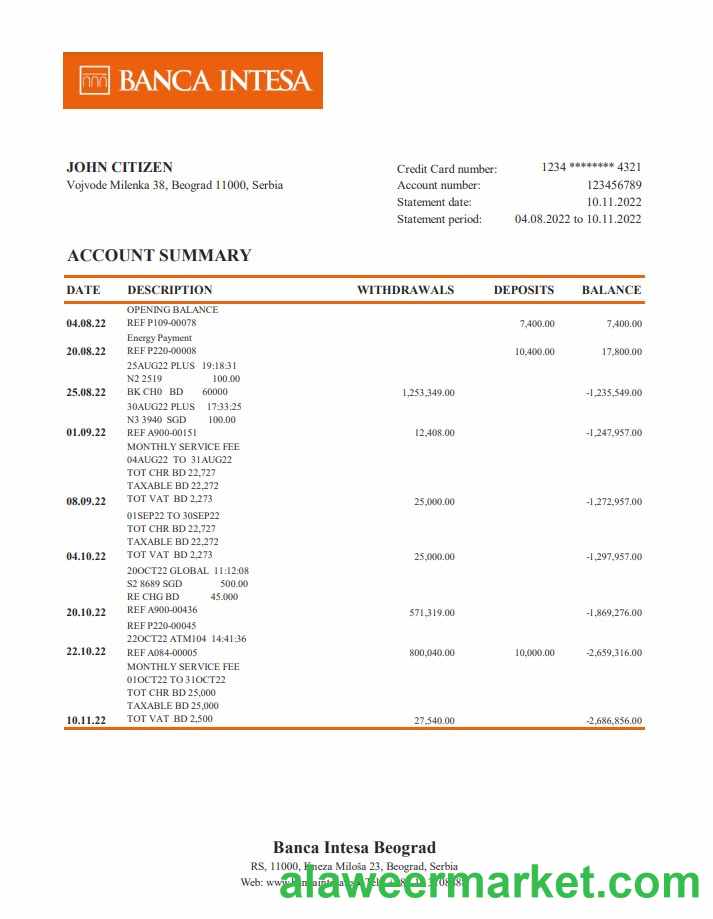 BANCA INTESA
JOHN CITIZEN
Vojvode Milenka 38, Beograd 11000, Serbia
Credit Card number: 1234 ******** 4321
Account number: 123456789
Statement date: 10.11.2022
Statement period: 04.08.2022 to 10.11.2022
ACCOUNT SUMMARY
DATE DESCRIPTION WITHDRAWALS DEPOSITS BALANCE
OPENING BALANCE
04.08.22 REF P109-00078 7,400.00 7,400.00
Energy Payment
20.08.22 REF P220-00008 10,400.00 17,800.00
25AUG22 PLUS 19:18:31
N2 2519 100.00
25.08.22 BK CH0 BD 60000 1,253,349.00 -1,235,549.00
30AUG22 PLUS 17:33:25
N3 3940 SGD 100.00
01.09.22 REF A900-00151 12,408.00 -1,247,957.00
MONTHLY SERVICE FEE
04AUG22 TO 31AUG22
TOT CHR BD 22,727
TAXABLE BD 22,272
08.09.22 TOT VAT BD 2,273 25,000.00 -1,272,957.00
01SEP22 TO 30SEP22
TOT CHR BD 22,727
TAXABLE BD 22,272
04.10.22 TOT VAT BD 2,273 25,000.00 -1,297,957.00
20OCT22 GLOBAL 11:12:08
S2 8689 SGD 500.00
RE CHG BD 45.000
20.10.22 REF A900-00436 571,319.00 -1,869,276.00
REF P220-00045
22OCT22 ATM104 14:41:36
22.10.22 REF A084-00005 800,040.00 10,000.00 -2,659,316.00
MONTHLY SERVICE FEE
01OCT22 TO 31OCT22
TOT CHR BD 25,000
TAXABLE BD 25,000
10.11.22 TOT VAT BD 2,500 27,540.00 -2,686,856.00
Banca Intesa Beograd
RS, 11000, Kneza Miloša 23, Beograd, Serbia
Web:
alaweermarket.com